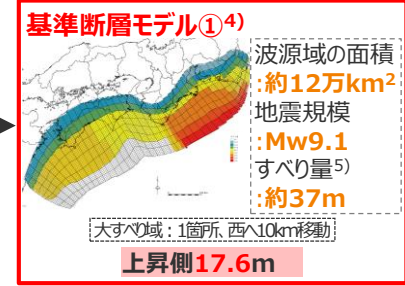 基準断層モデル①4)
波源域の面積
:約12万km2
地震規模
:Mw9.1
すべり量5)
:約37m
大すべり域：1箇所、西へ10km移動
上昇側17.6m